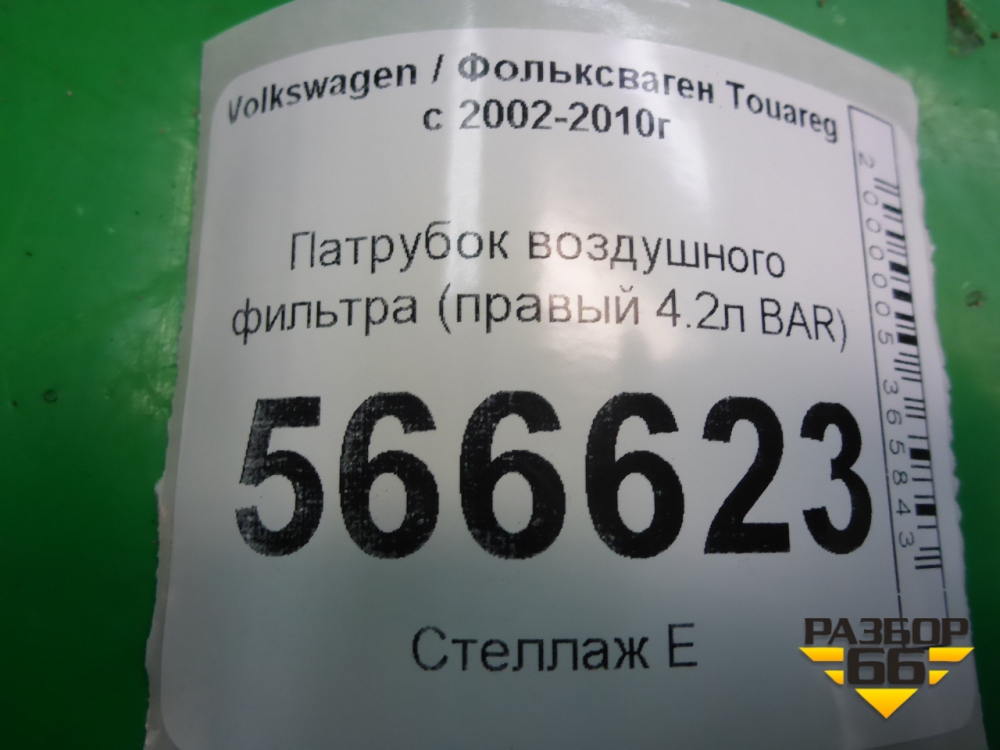 Volkswagen / Фольксваген Touareg
с 2002-2010г
Патрубок воздушного
фильтра (правый 4.2л BAR)
566623
Стеллаж Е
2000005365843
РАЗБОР
66